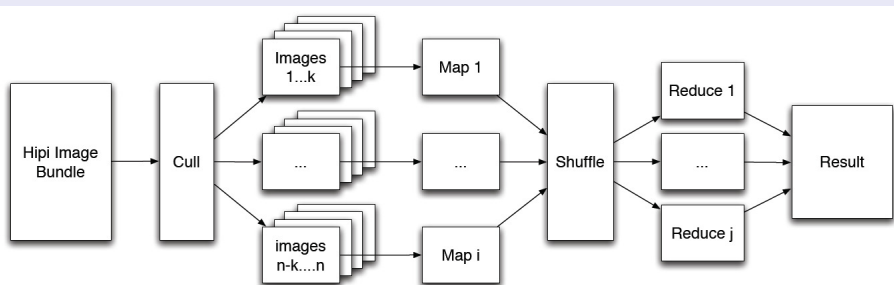 Hipi Image
Bundle
Cull
Images
1...k
...
images
n-k....n
Map 1
...
Map i
Shuffle
Reduce 1
...
Reduce j
Result